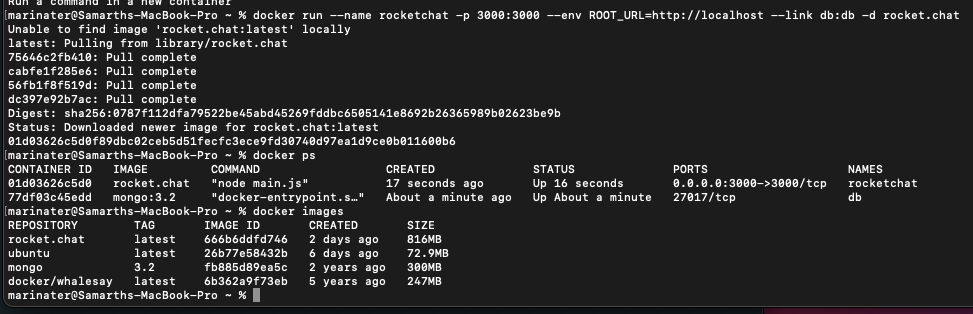 Run a command in a new container
marinater@Samarths-MacBook-Pro ~ % docker run --name rocketchat -p 3000:3000 --env ROOT_URL=http://localhost --link db:db -d rocket.chat
Unable to find image 'rocket.chat:latest' locally
latest: Pulling from library/rocket.chat
75646c2fb410: Pull complete
cabfe1f285e6: Pull complete
56fb1f8f519d: Pull complete
dc397e92b7ac: Pull complete
Digest: sha256:0787f112dfa79522be45abd45269fddbc6505141e8692b26365989b02623be9b
Status: Downloaded newer image for rocket.chat:latest
01d03626c5d0f89dbc02ceb5d51fecfc3ece9fd30740d97ea1d9ce0b011600b6
marinater@Samarths-MacBook-Pro ~ % docker ps
CONTAINER ID IMAGE COMMAND CREATED STATUS PORTS NAMES
01d03626c5d0 rocket.chat "node main.js" 17 seconds ago Up 16 seconds 0.0.0.0:3000->3000/tcp rocketchat
77df03c45edd mongo:3.2 "docker-entrypoint.s…" About a minute ago Up About a minute 27017/tcp db
marinater@Samarths-MacBook-Pro ~ % docker images
REPOSITORY TAG IMAGE ID CREATED SIZE
rocket.chat latest 666b6ddfd746 2 days ago 816MB
ubuntu latest 26b77e58432b 6 days ago 72.9MB
mongo 3.2 fb885d89ea5c 2 years ago 300MB
docker/whalesay latest 6b362a9f73eb 5 years ago 247MB
marinater@Samarths-MacBook-Pro ~ %